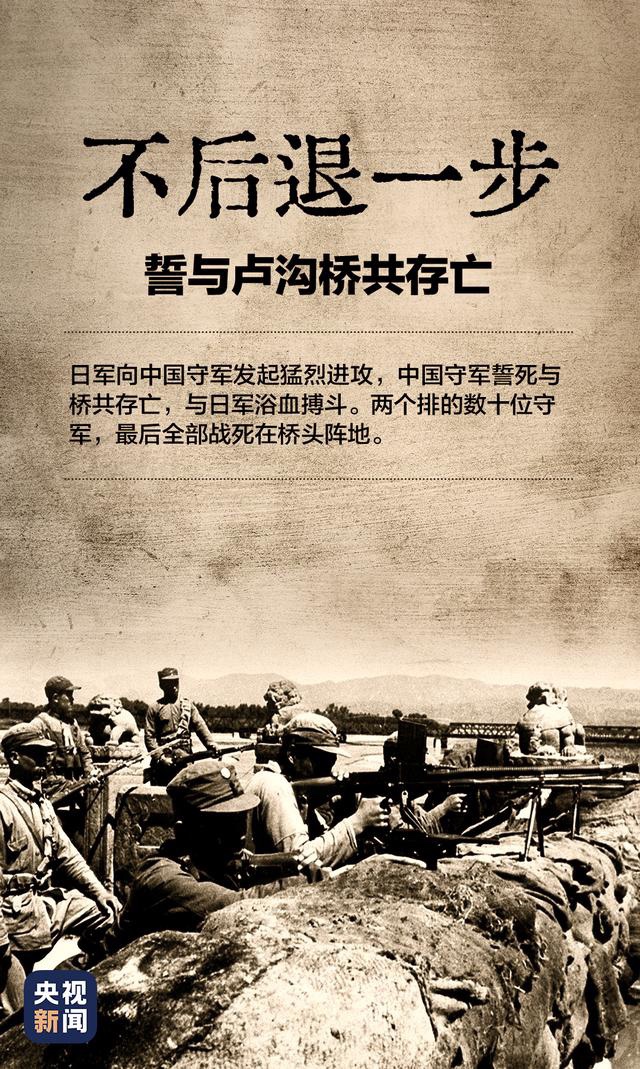 不后退一步
誓与卢沟桥共存亡
日军向中国守军发起猛烈进攻，中国守军誓死与
桥共存亡，与日军浴血搏斗。两个排的数十位守
军，最后全部战死在桥头阵地。
央视
新闻